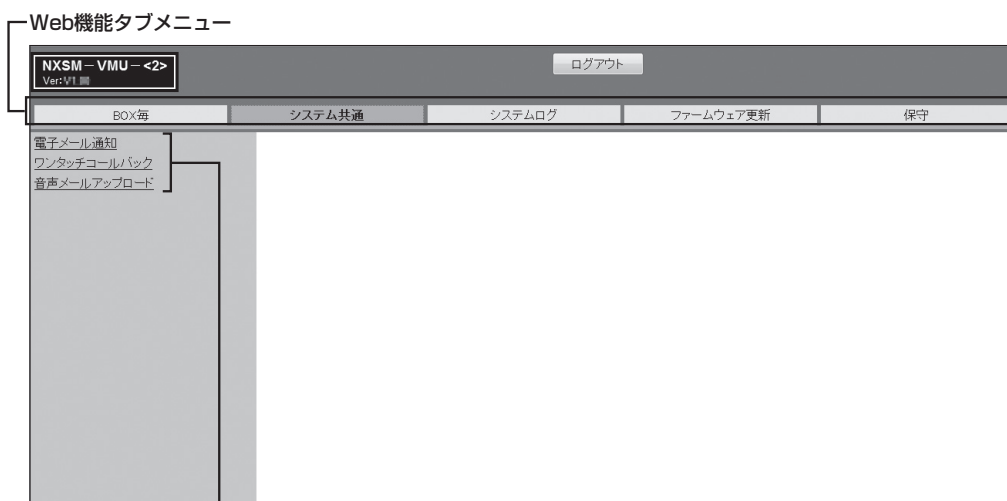 Web機能タブメニュー
NXSM－VMU－<2>
Ver:V1.
ログアウト
BOX毎 システム共通 システムログ ファームウェア更新 保守
電子メール通知
ワンタッチコールバック
音声メールアップロード